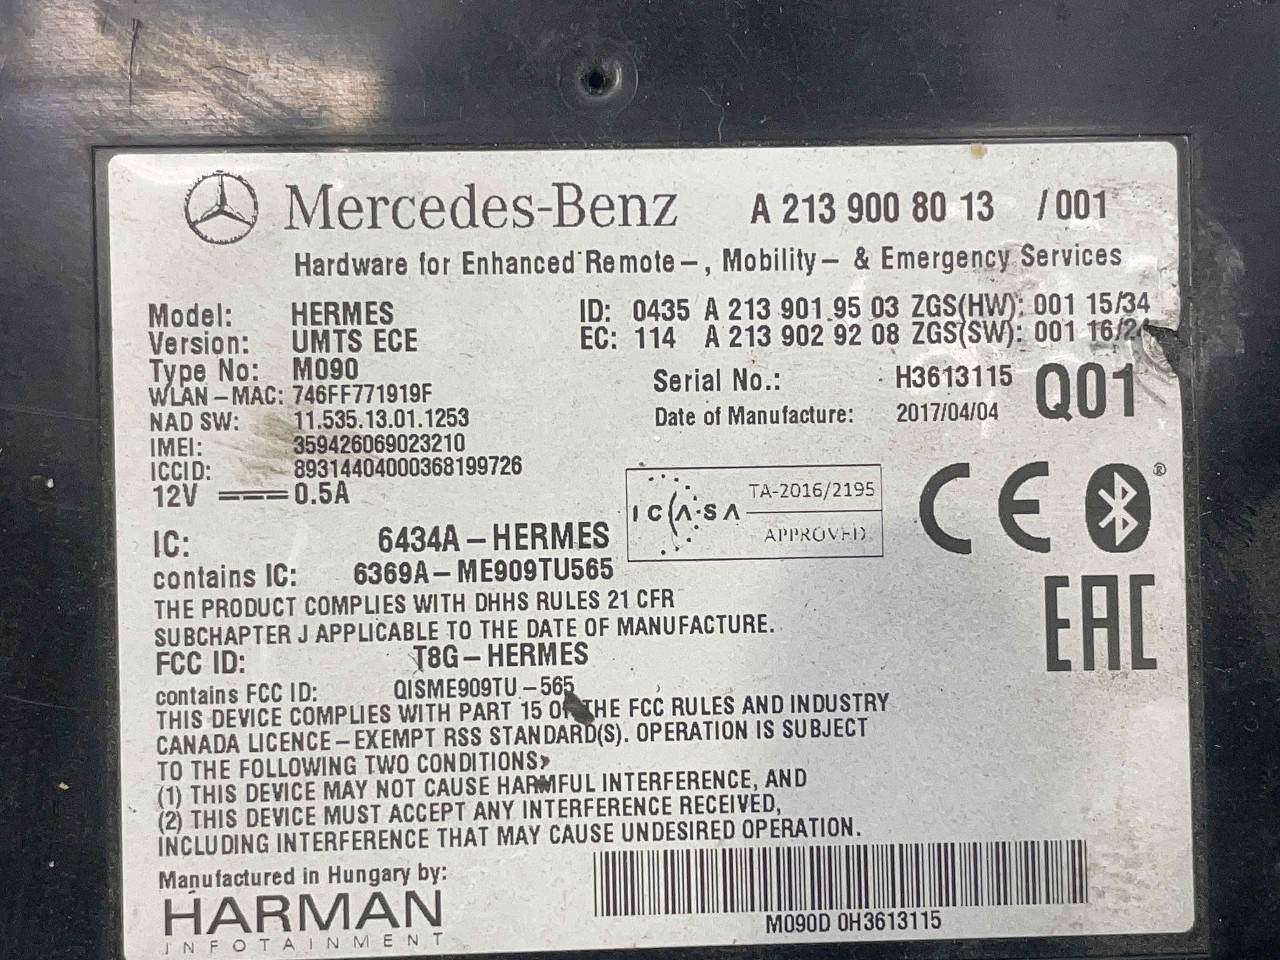 Mercedes-Benz A 213 900 80 13 /001
Hardware for Enhanced Remote-, Mobility- & Emergency Services
Model: HERMES ID: 0435 A 213 901 95 03 ZGS(HW): 001 15/34
Version: UMTS ECE EC: 114 A 213 902 92 08 ZGS(SW): 001
Type No: M090
WLAN-MAC: 746FF771919F Serial No.: H3613115 Q01
NAD SW: 11.535.13.01.1253 Date of Manufacture: 2017/04/04
IMEI: 359426069023210
ICCID: 89314404000368199726
12V 0.5A
ICASA TA-2016/2195
APPROVED
CE
IC: 6434A-HERMES
contains IC: 6369A-ME909TU565
EAC
THE PRODUCT COMPLIES WITH DHHS RULES 21 CFR
SUBCHAPTER J APPLICABLE TO THE DATE OF MANUFACTURE.
FCC ID: T8G-HERMES
contains FCC ID: QISME909TU-565
THIS DEVICE COMPLIES WITH PART 15 OF THE FCC RULES AND INDUSTRY
CANADA LICENCE-EXEMPT RSS STANDARD(S). OPERATION IS SUBJECT
TO THE FOLLOWING TWO CONDITIONS:
(1) THIS DEVICE MAY NOT CAUSE HARMFUL INTERFERENCE, AND
(2) THIS DEVICE MUST ACCEPT ANY INTERFERENCE RECEIVED,
INCLUDING INTERFERENCE THAT MAY CAUSE UNDESIRED OPERATION.
Manufactured in Hungary by:
HARMAN
INFOTAINMENT
M090D 0H3613115